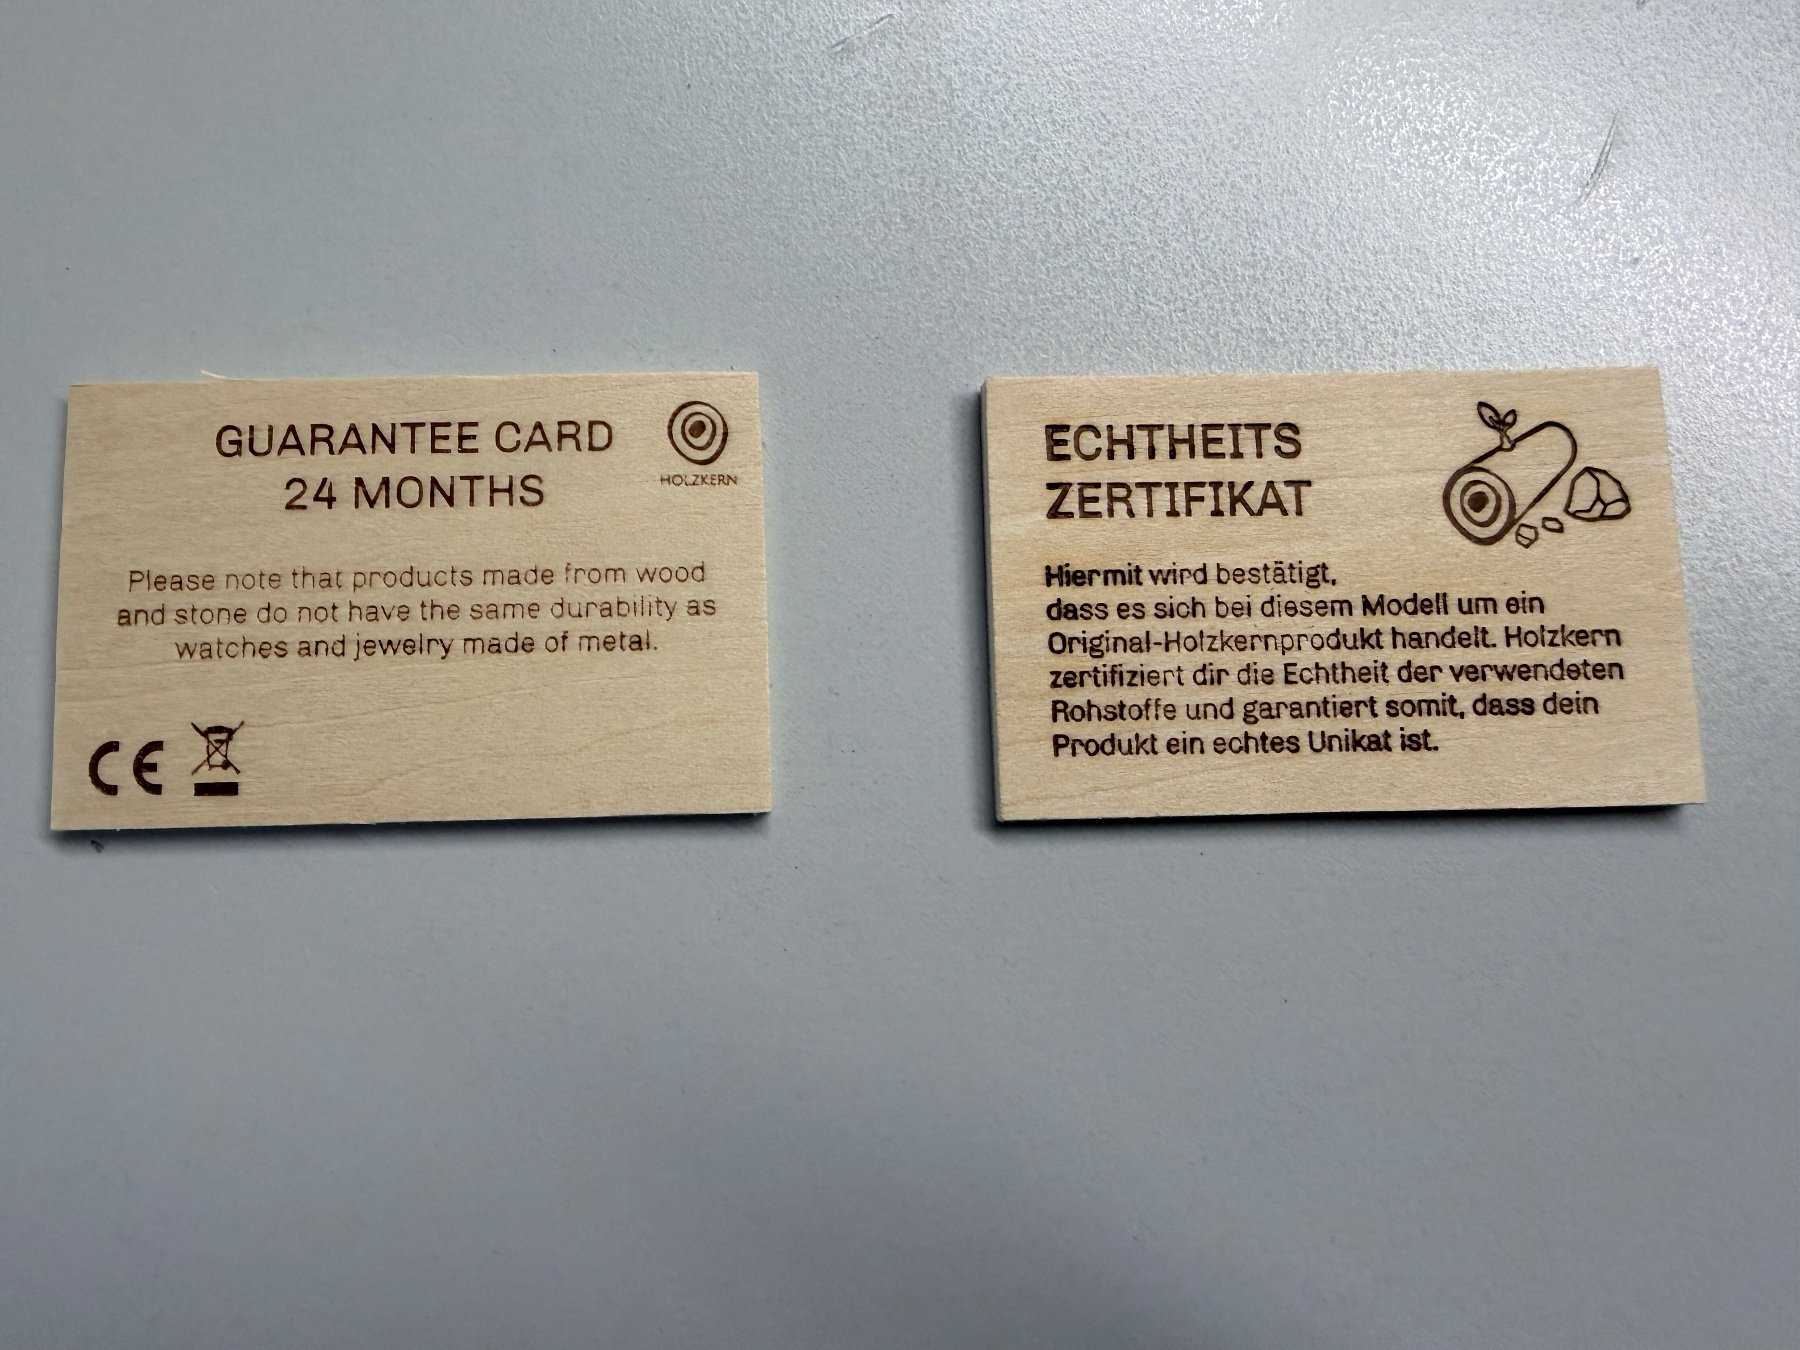 GUARANTEE CARD
24 MONTHS
HOLZKERN
Please note that products made from wood
and stone do not have the same durability as
watches and jewelry made of metal.
CE
ECHTHEITS
ZERTIFIKAT
Hiermit wird bestätigt,
dass es sich bei diesem Modell um ein
Original-Holzkernprodukt handelt. Holzkern
zertifiziert dir die Echtheit der verwendeten
Rohstoffe und garantiert somit, dass dein
Produkt ein echtes Unikat ist.